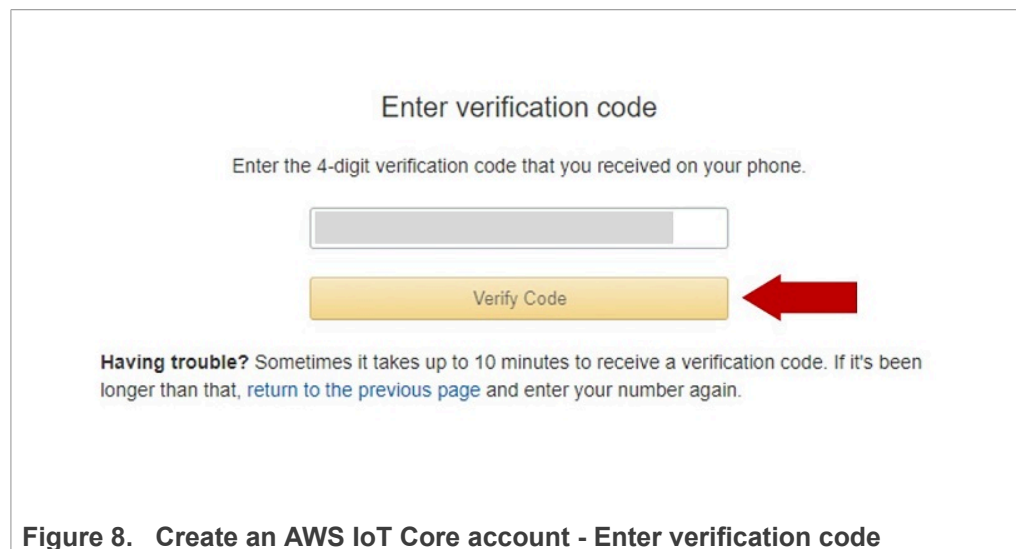 Enter verification code
Enter the 4-digit verification code that you received on your phone.
Verify Code
Having trouble? Sometimes it takes up to 10 minutes to receive a verification code. If it's been
longer than that, return to the previous page and enter your number again.
Figure 8. Create an AWS IoT Core account - Enter verification code